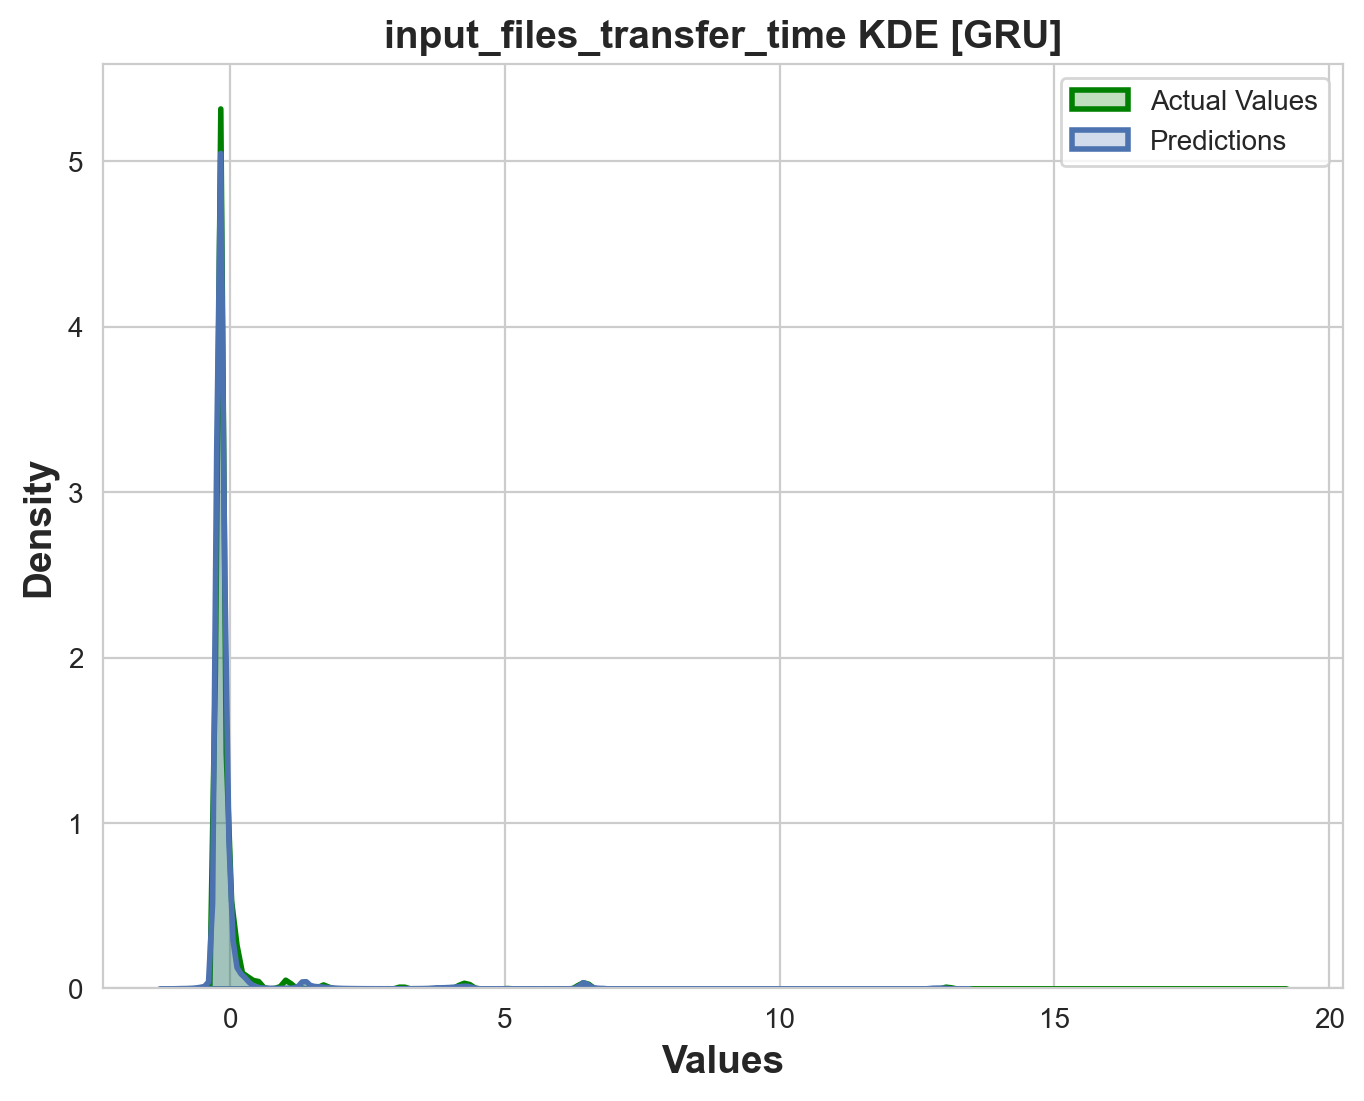 input_files_transfer_time KDE [GRU]
Actual Values
Predictions
Density
5
4
3
2
1
0
0
5
10
15
20
Values